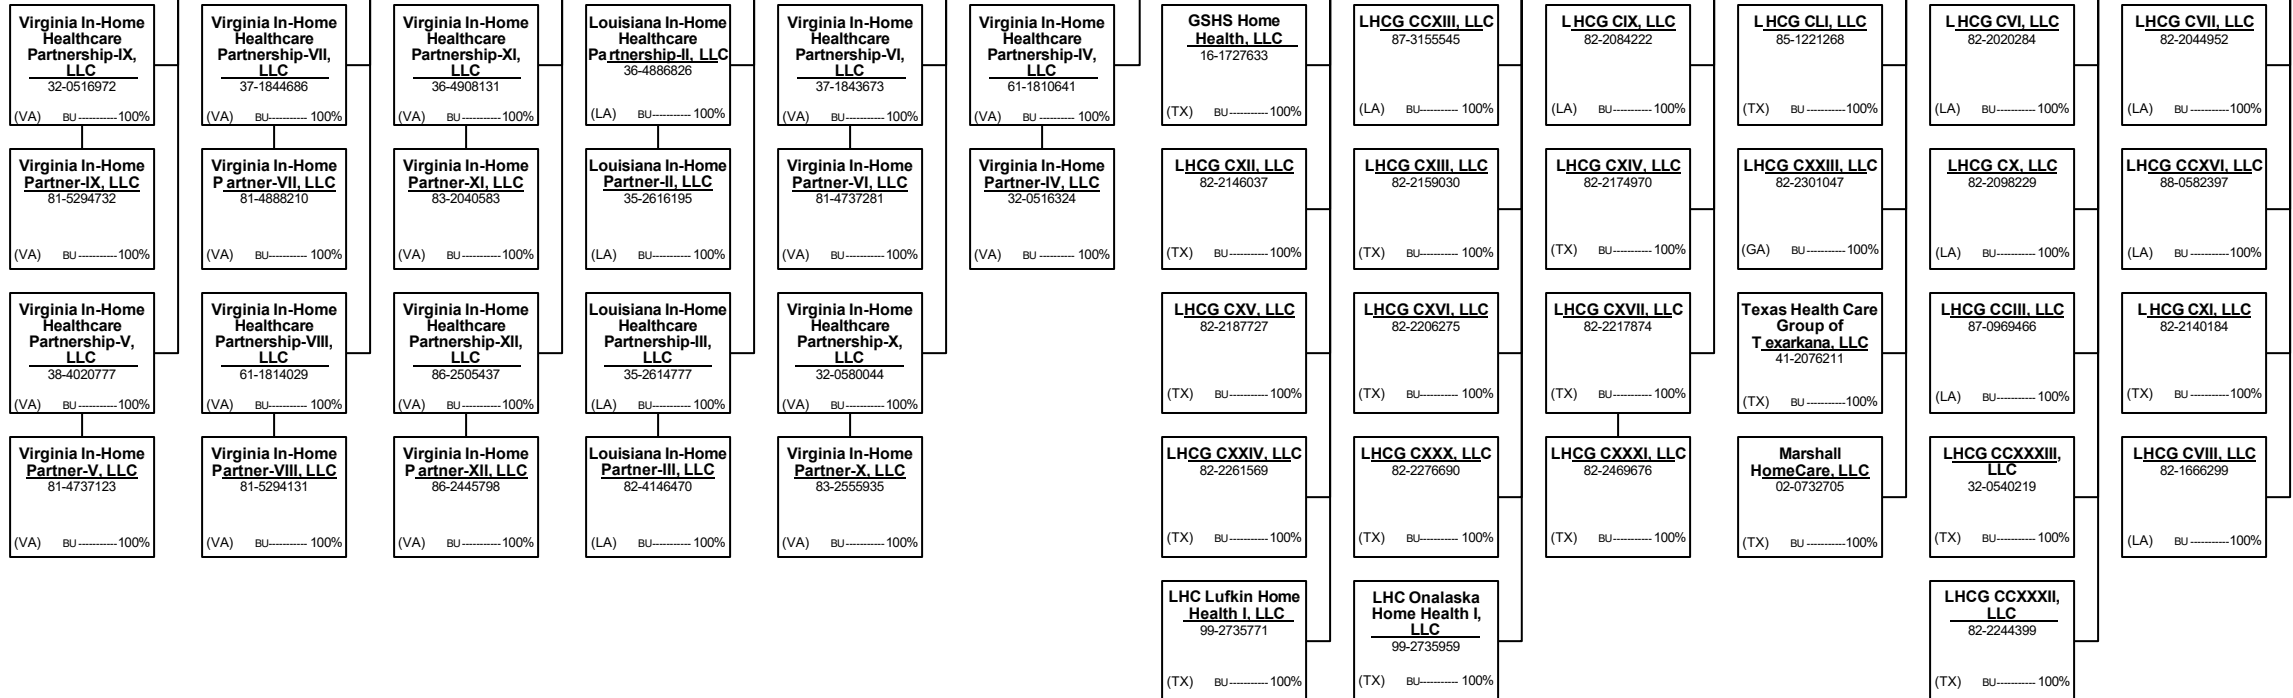 Virginia In-Home
Healthcare
Partnership-IX,
LLC
32-0516972
(VA) BU -----------100%
Virginia In-Home
Healthcare
Partnership-VII,
LLC
37-1844686
(VA) BU----------- 100%
Virginia In-Home
Healthcare
Partnership-XI,
LLC
36-4908131
(VA) BU -----------100%
Louisiana In-Home
Healthcare
Partnership-II, LLC
36-4886826
(LA) BU----------- 100%
Virginia In-Home
Healthcare
Partnership-VI,
LLC
37-1843673
(VA) BU----------- 100%
Virginia In-Home
Healthcare
Partnership-IV,
LLC
61-1810641
(VA) BU ---------- 100%
GSHS Home
Health, LLC
16-1727633
(TX) BU----------- 100%
LHCG CCXIII, LLC
87-3155545
(LA) BU----------- 100%
LHCG CIX, LLC
82-2084222
(LA) BU----------- 100%
LHCG CLI, LLC
85-1221268
(TX) BU -----------100%
LHCG CVI, LLC
82-2020284
(LA) BU----------- 100%
LHCG CVII, LLC
82-2044952
(LA) BU -----------100%
Virginia In-Home
Partner-IX, LLC
81-5294732
(VA) BU -----------100%
Virginia In-Home
Partner-VII, LLC
81-4888210
(VA) BU----------- 100%
Virginia In-Home
Partner-XI, LLC
83-2040583
(VA) BU -----------100%
Louisiana In-Home
Partner-II, LLC
35-2616195
(LA) BU----------- 100%
Virginia In-Home
Partner-VI, LLC
81-4737281
(VA) BU----------- 100%
Virginia In-Home
Partner-IV, LLC
32-0516324
(VA) BU ---------- 100%
LHCG CXII, LLC
82-2146037
(TX) BU----------- 100%
LHCG CXIII, LLC
82-2159030
(TX) BU----------- 100%
LHCG CXIV, LLC
82-2174970
(TX) BU----------- 100%
LHCG CXXIII, LLC
82-2301047
(GA) BU -----------100%
LHCG CX, LLC
82-2098229
(LA) BU----------- 100%
LHCG CCXVI, LLC
88-0582397
(LA) BU -----------100%
Virginia In-Home
Healthcare
Partnership-V,
LLC
38-4020777
(VA) BU -----------100%
Virginia In-Home
Healthcare
Partnership-VIII,
LLC
61-1814029
(VA) BU----------- 100%
Virginia In-Home
Healthcare
Partnership-XII,
LLC
86-2505437
(VA) BU -----------100%
Louisiana In-Home
Healthcare
Partnership-III,
LLC
35-2614777
(LA) BU----------- 100%
Virginia In-Home
Healthcare
Partnership-X,
LLC
32-0580044
(VA) BU----------- 100%
LHCG CXV, LLC
82-2187727
(TX) BU----------- 100%
LHCG CXVI, LLC
82-2206275
(TX) BU----------- 100%
LHCG CXVII, LLC
82-2217874
(TX) BU----------- 100%
Texas Health Care
Group of
Texarkana, LLC
41-2076211
(TX) BU -----------100%
LHCG CCIII, LLC
87-0969466
(LA) BU----------- 100%
LHCG CXI, LLC
82-2140184
(TX) BU -----------100%
Virginia In-Home
Partner-V, LLC
81-4737123
(VA) BU -----------100%
Virginia In-Home
Partner-VIII, LLC
81-5294131
(VA) BU----------- 100%
Virginia In-Home
Partner-XII, LLC
86-2445798
(VA) BU -----------100%
Louisiana In-Home
Partner-III, LLC
82-4146470
(LA) BU----------- 100%
Virginia In-Home
Partner-X, LLC
83-2555935
(VA) BU----------- 100%
LHCG CXXIV, LLC
82-2261569
(TX) BU----------- 100%
LHCG CXXX, LLC
82-2276690
(TX) BU----------- 100%
LHCG CXXXI, LLC
82-2469676
(TX) BU----------- 100%
Marshall
HomeCare, LLC
02-0732705
(TX) BU -----------100%
LHCG CCXXXIII,
LLC
32-0540219
(TX) BU----------- 100%
LHCG CVIII, LLC
82-1666299
(LA) BU -----------100%
LHC Lufkin Home
Health I, LLC
99-2735771
(TX) BU----------- 100%
LHC Onalaska
Home Health I,
LLC
99-2735959
(TX) BU----------- 100%
LHCG CCXXXII,
LLC
82-2244399
(TX) BU----------- 100%